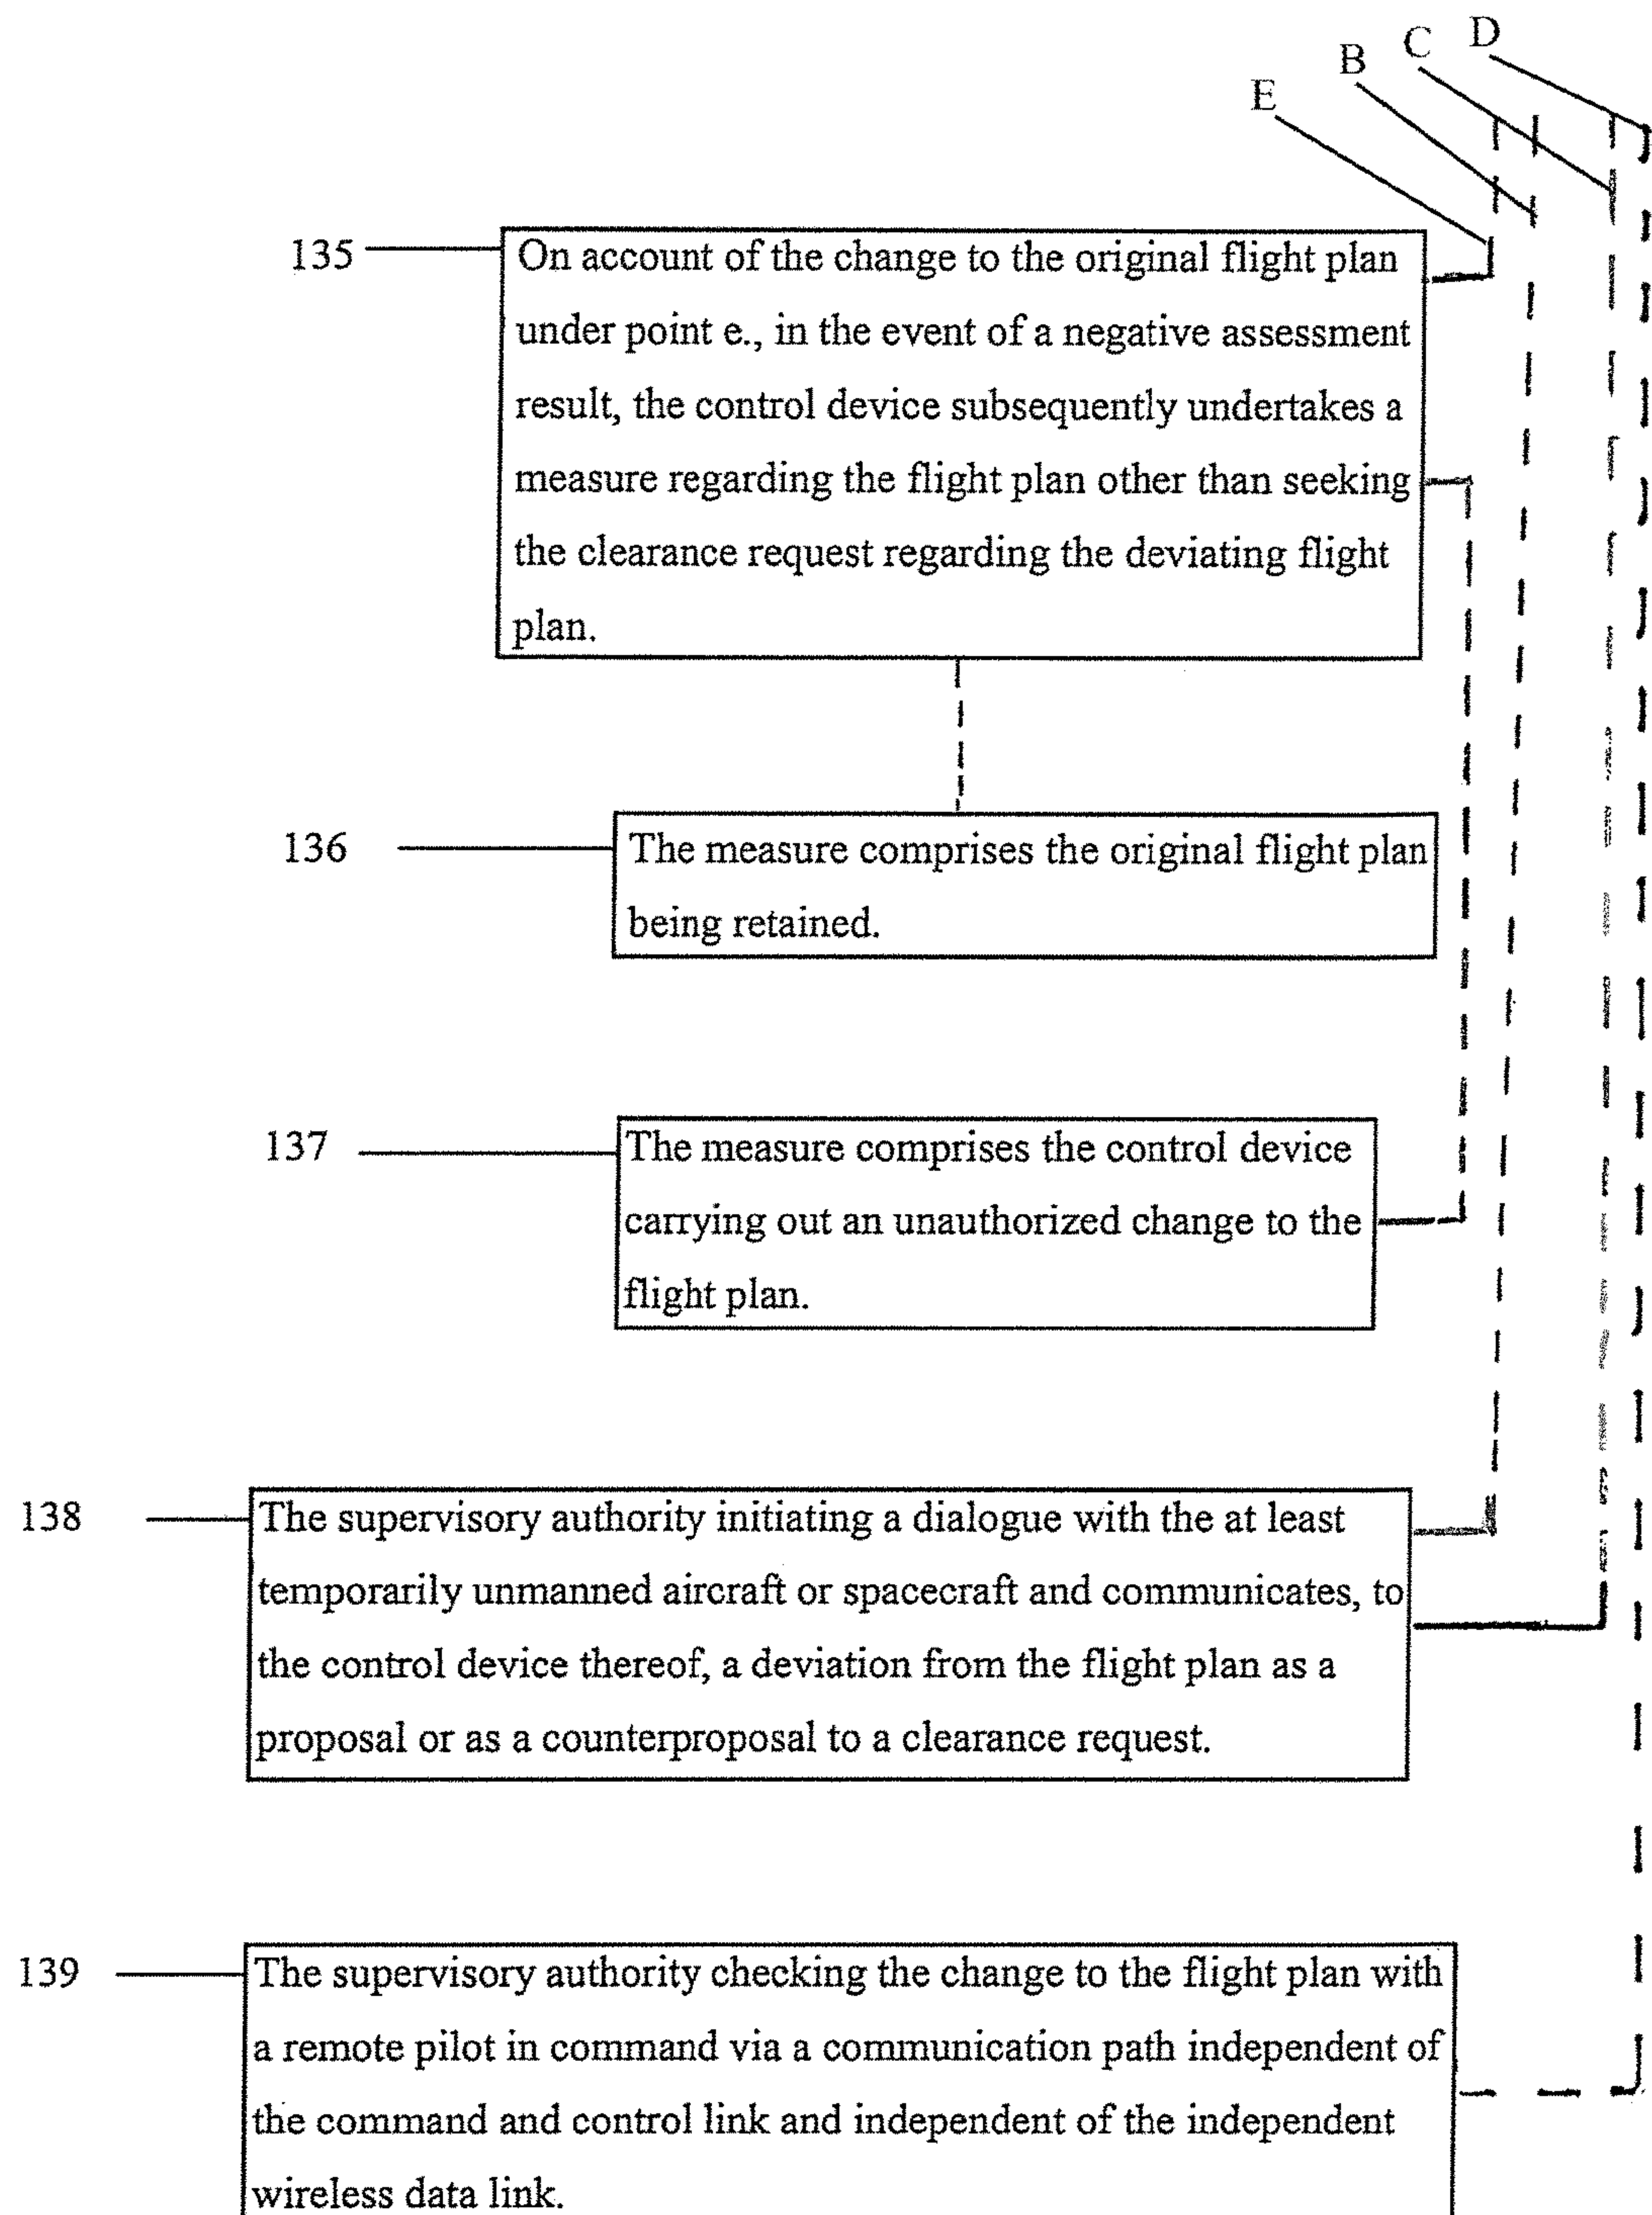 D
C
B
E
135
On account of the change to the original flight plan
under point e., in the event of a negative assessment
result, the control device subsequently undertakes a
measure regarding the flight plan other than seeking
the clearance request regarding the deviating flight
plan.
136
The measure comprises the original flight plan
being retained.
137
The measure comprises the control device
carrying out an unauthorized change to the
flight plan.
138
The supervisory authority initiating a dialogue with the at least
temporarily unmanned aircraft or spacecraft and communicates, to
the control device thereof, a deviation from the flight plan as a
proposal or as a counterproposal to a clearance request.
139
The supervisory authority checking the change to the flight plan with
a remote pilot in command via a communication path independent of
the command and control link and independent of the independent
wireless data link.